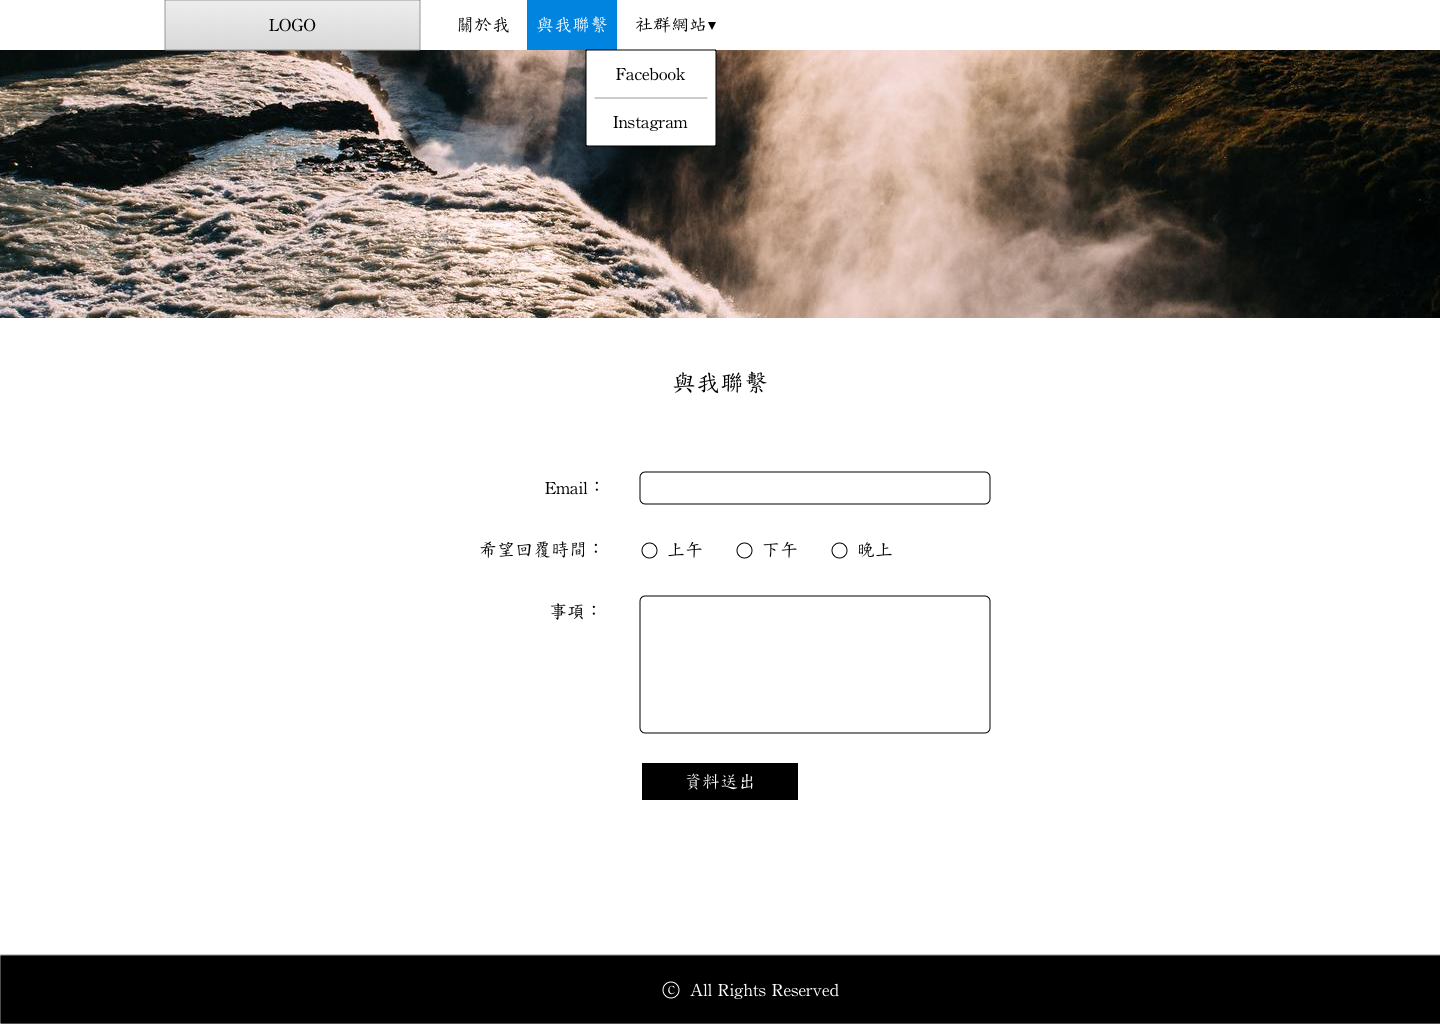 LOGO
關於我
與我聯繫
社群網站▾
Facebook
Instagram
與我聯繫
Email：
希望回覆時間：
上午
下午
晚上
事項：
資料送出
© All Rights Reserved